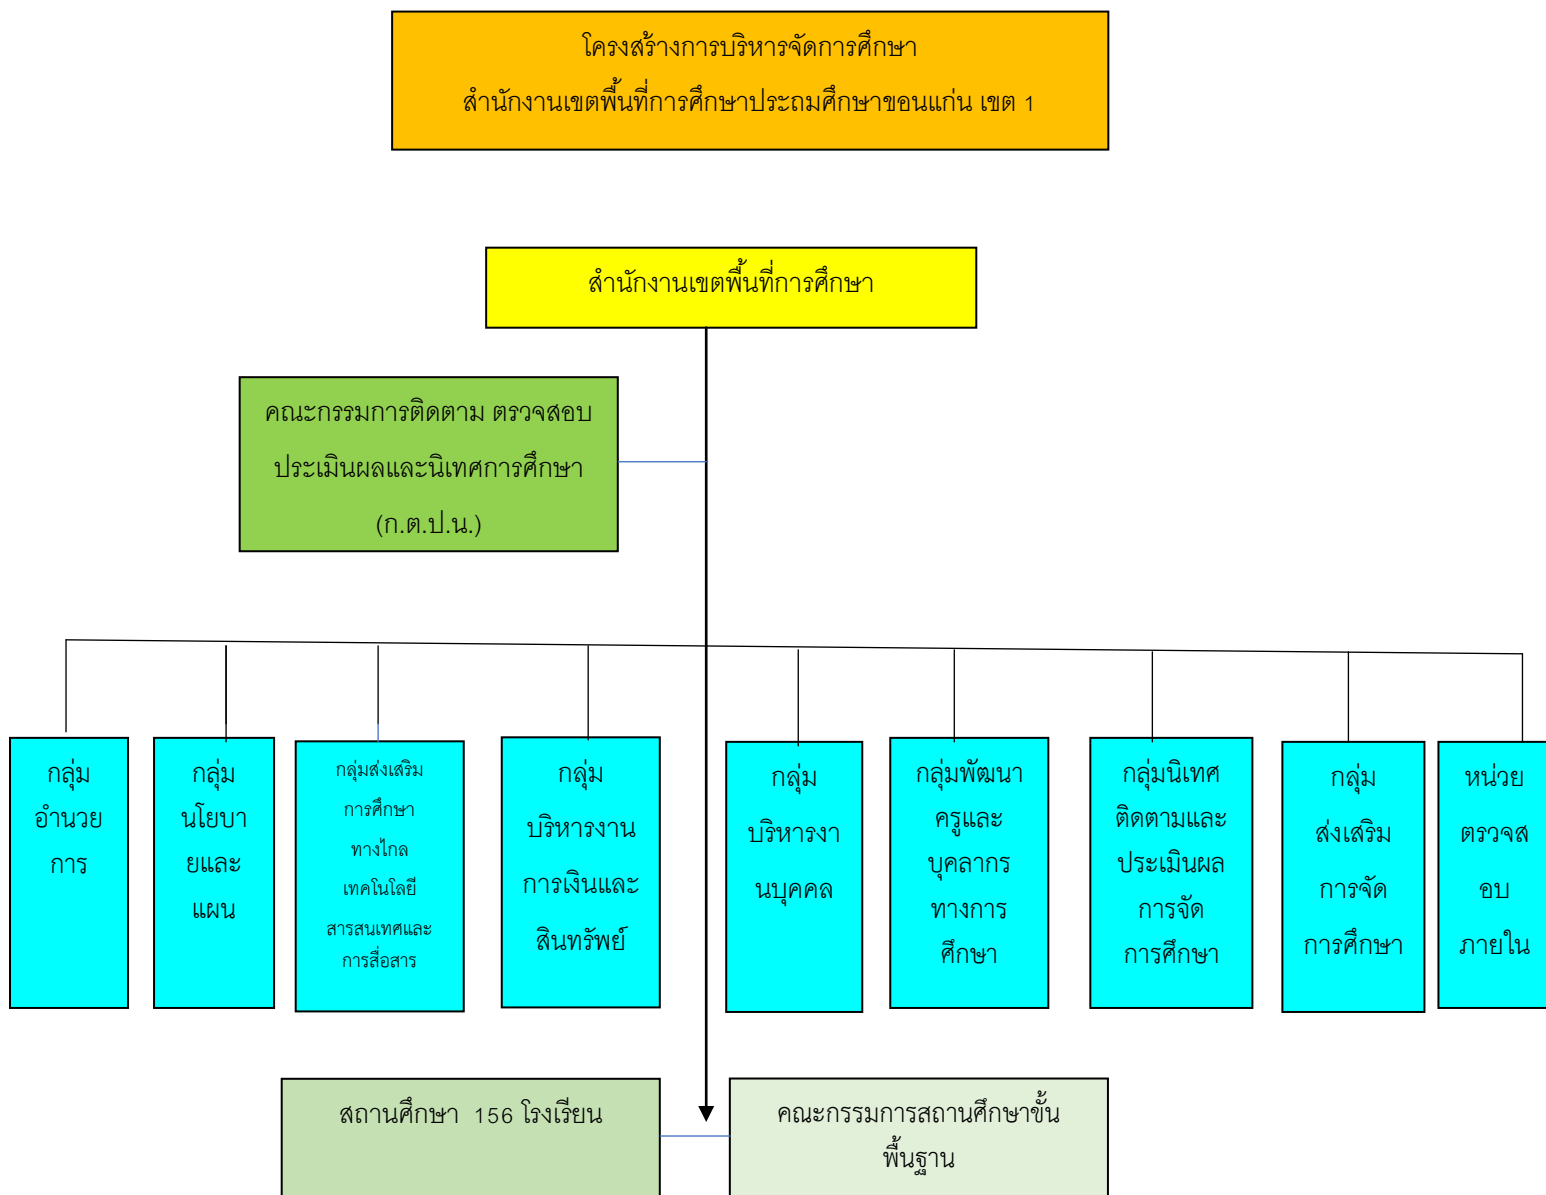 โครงสร้างการบริหารจัดการศึกษา
สำนักงานเขตพื้นที่การศึกษาประถมศึกษาขอนแก่น เขต 1
สำนักงานเขตพื้นที่การศึกษา
คณะกรรมการติดตาม ตรวจสอบ
ประเมินผลและนิเทศการศึกษา
(ก.ต.ป.น.)
กลุ่ม
อำนวย
การ
กลุ่ม
นโยบา
ยและ
แผน
กลุ่มส่งเสริม
การศึกษา
ทางไกล
เทคโนโลยี
สารสนเทศและ
การสื่อสาร
กลุ่ม
บริหารงาน
การเงินและ
สินทรัพย์
กลุ่ม
บริหารงา
นบุคคล
กลุ่มพัฒนา
ครูและ
บุคลากร
ทางการ
ศึกษา
กลุ่มนิเทศ
ติดตามและ
ประเมินผล
การจัด
การศึกษา
กลุ่ม
ส่งเสริม
การจัด
การศึกษา
หน่วย
ตรวจส
อบ
ภายใน
สถานศึกษา 156 โรงเรียน
คณะกรรมการสถานศึกษาขั้น
พื้นฐาน